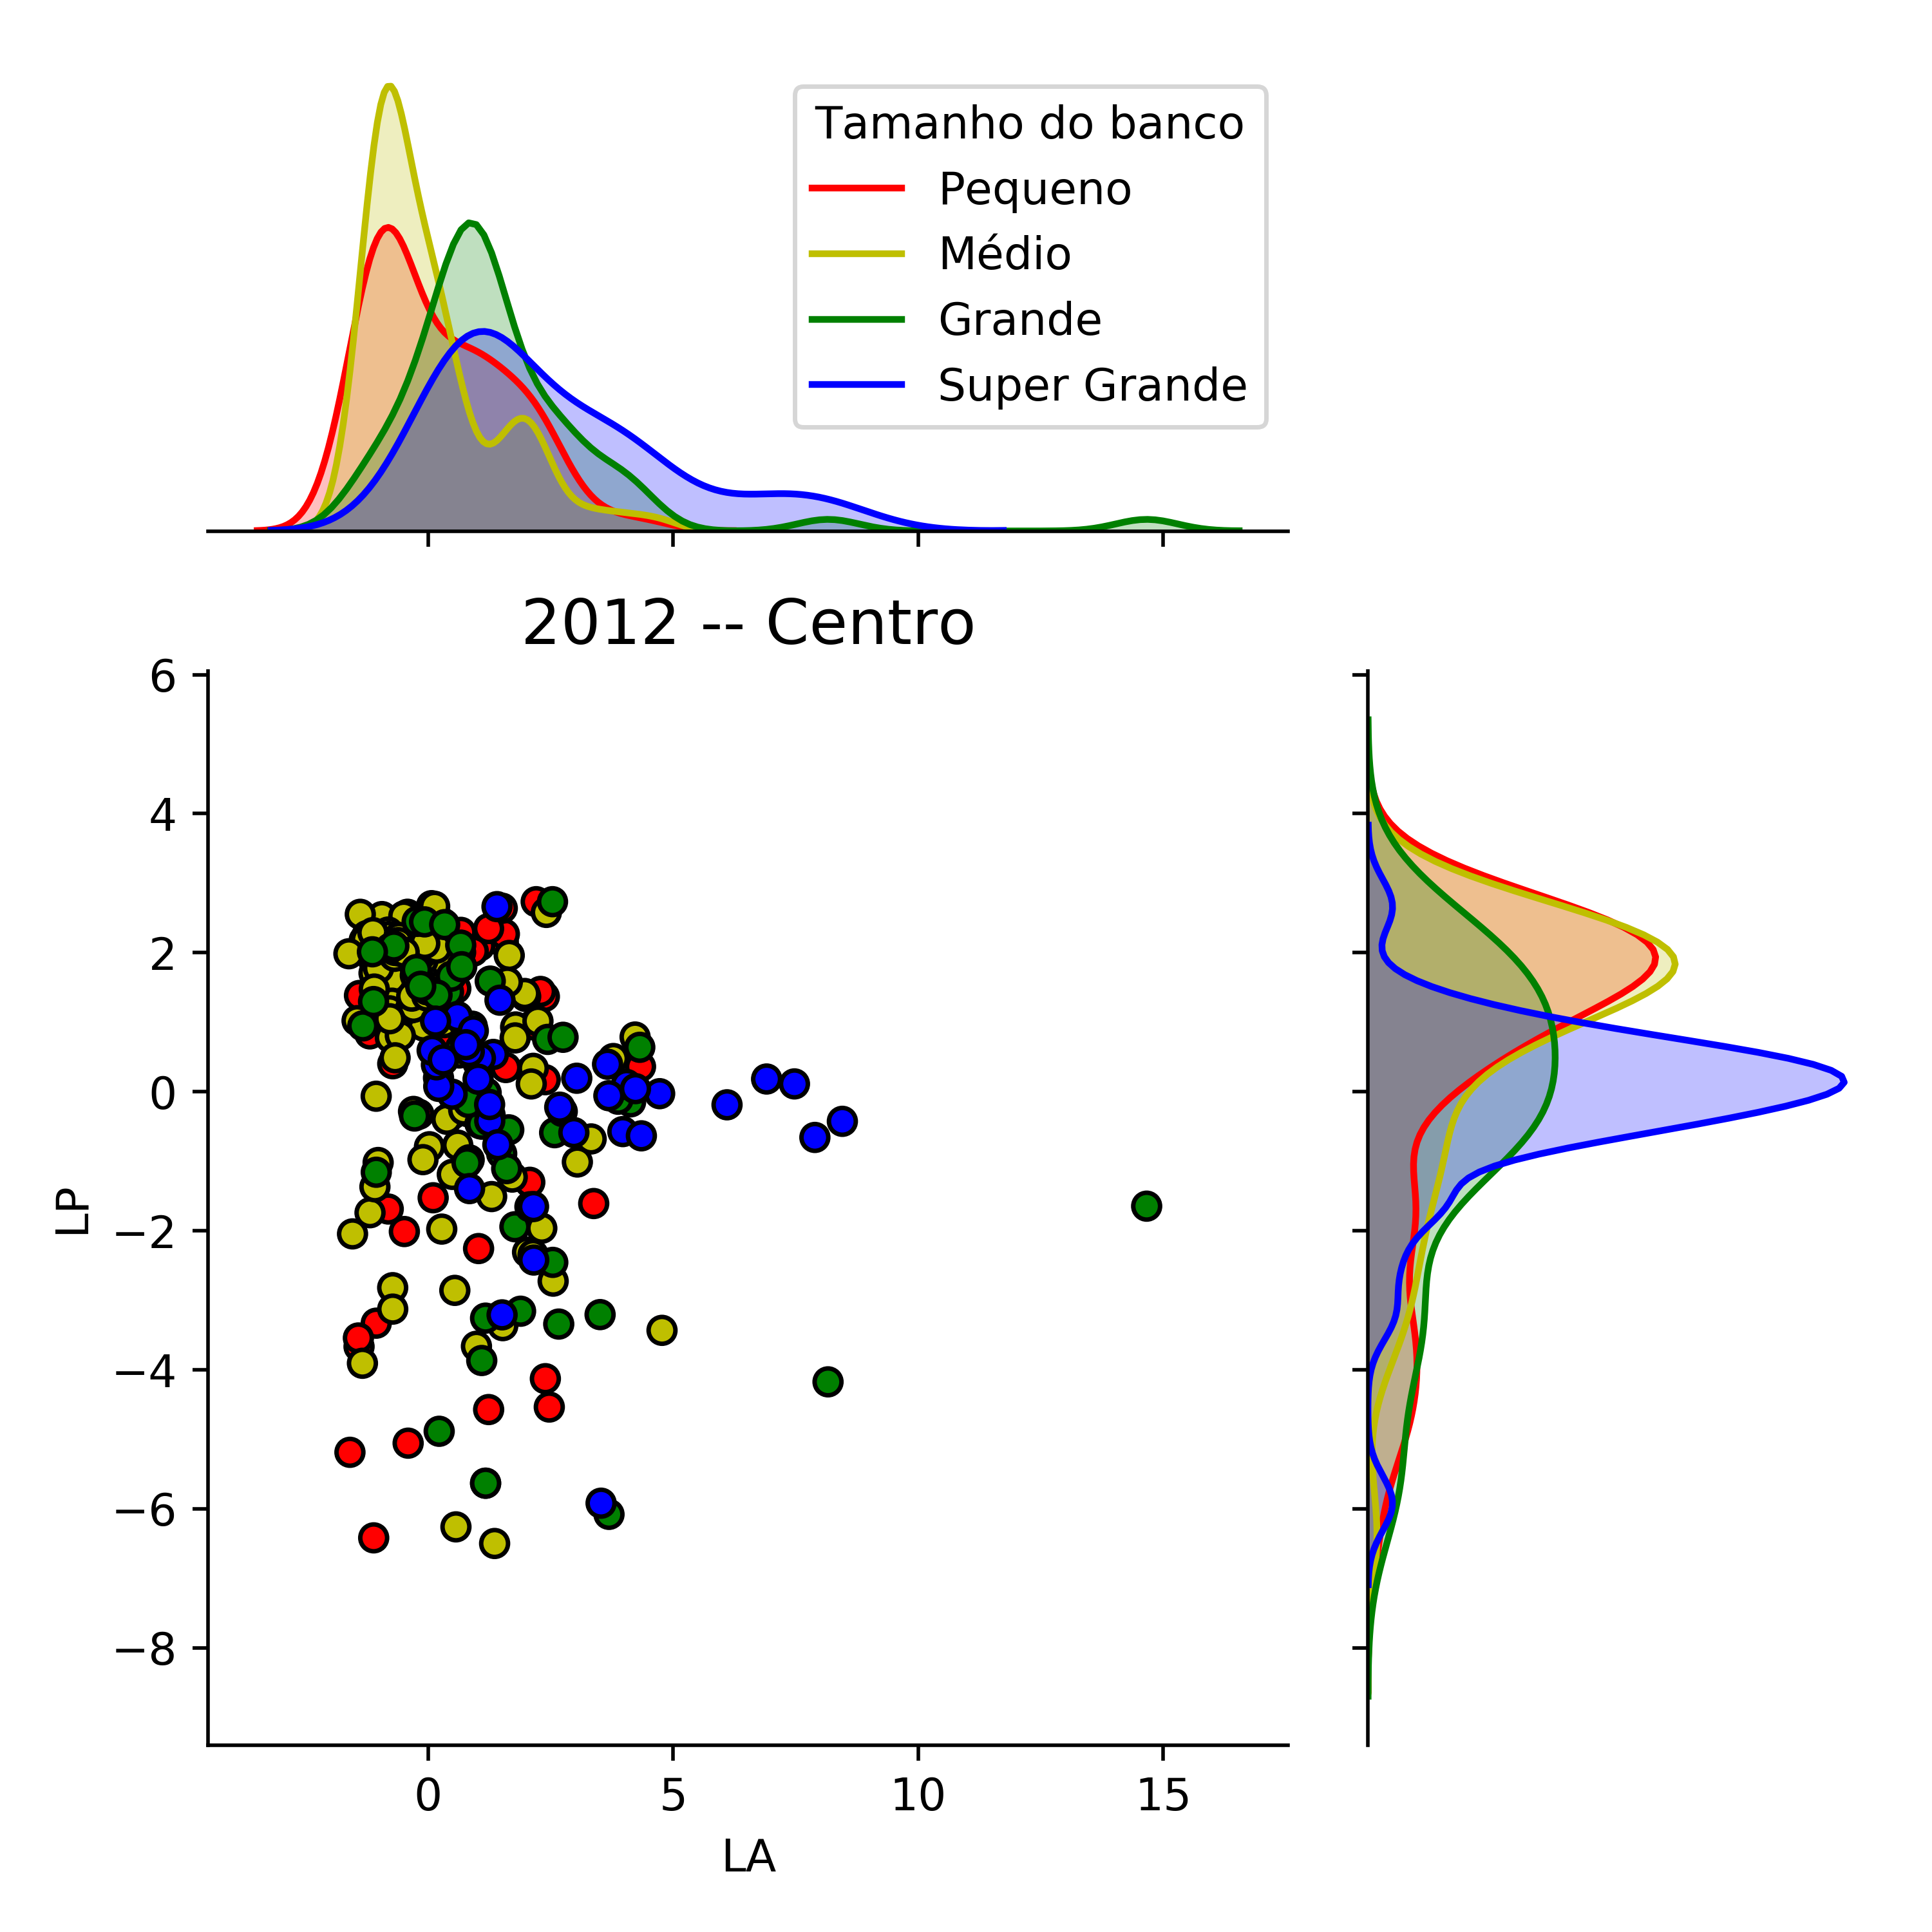 Tamanho do banco
Pequeno
Médio
Grande
Super Grande
2012 -- Centro
6
4
2
0
−2
−4
−6
−8
LP
0 5 10 15
LA